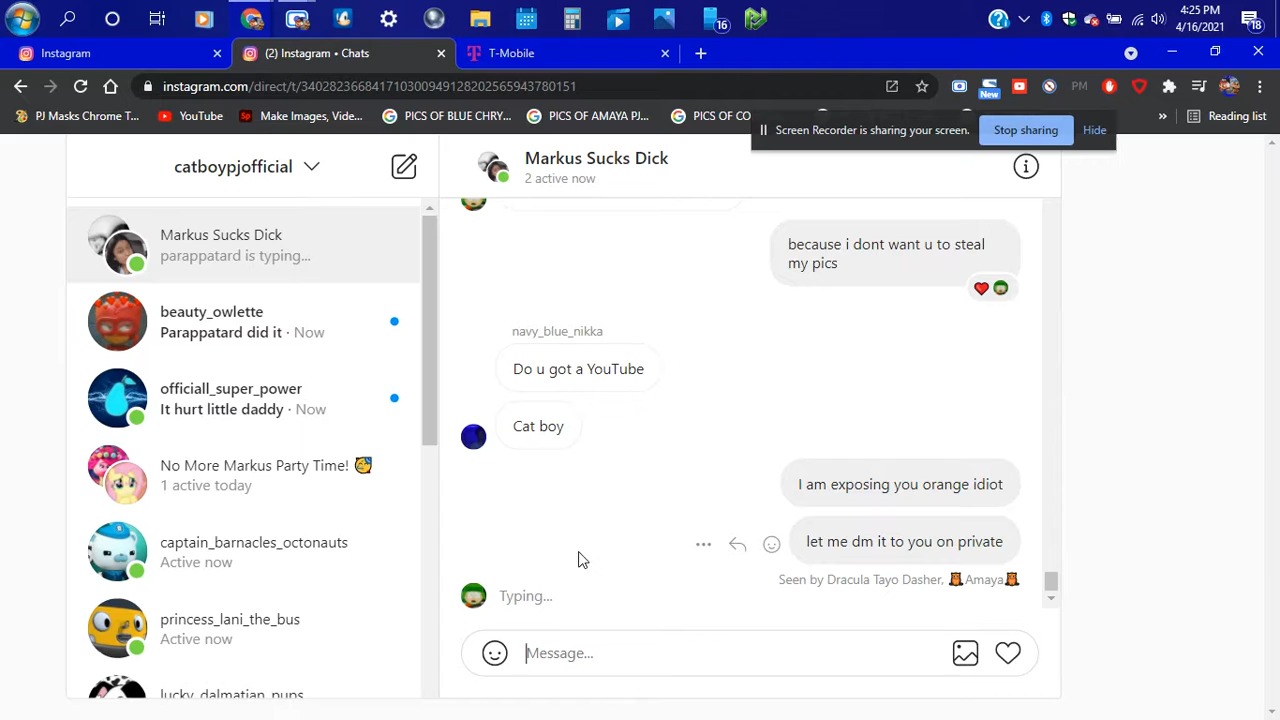 16
4:25 PM
4/16/2021
18
Instagram
(2) Instagram • Chats
T-Mobile
instagram.com/direct/t/340282366841710300949128202565943780151
New
PM
PJ Masks Chrome T...
YouTube
Make Images, Videi...
PICS OF BLUE CHRY...
PICS OF AMAYA PJ...
PICS OF CO
Reading list
Screen Recorder is sharing your screen.
Stop sharing
Hide
catboypjofficial
Markus Sucks Dick
parappatard is typing...
beauty_owlette
Parappatard did it · Now
officiall_super_power
It hurt little daddy · Now
No More Markus Party Time! 🥳
1 active today
captain_barnacles_octonauts
Active now
princess_lani_the_bus
Active now
lucky_dalmatian_pups
Markus Sucks Dick
2 active now
because i dont want u to steal
my pics
navy_blue_nikka
Do u got a YouTube
Cat boy
I am exposing you orange idiot
let me dm it to you on private
Seen by Dracula Tayo Dasher, 🦉Amaya🦉
Typing...
Message...